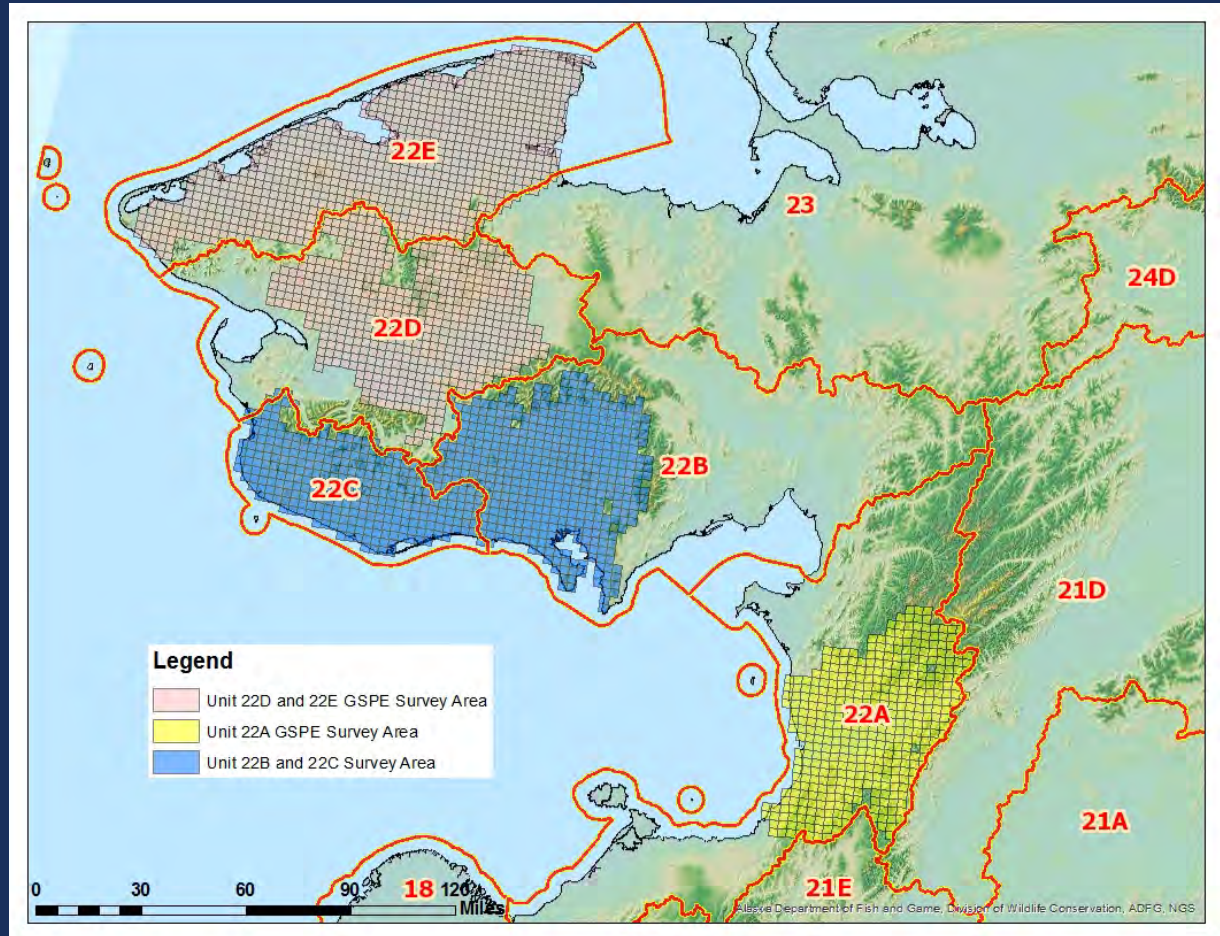 22E
23
24D
22D
22B
22C
21D
22A
21A
Legend
Unit 22D and 22E GSPE Survey Area
Unit 22A GSPE Survey Area
Unit 22B and 22C Survey Area
0 30 60 90 120
Miles
18
21E
Alaska Department of Fish and Game, Division of Wildlife Conservation, ADFG, NGS